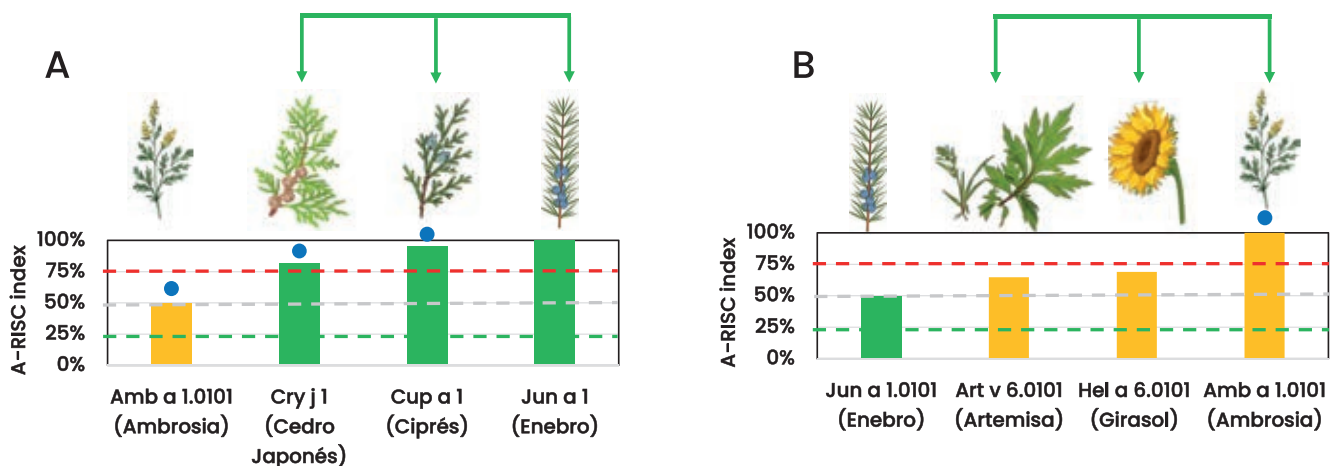 A
A-RISC index
100%
75%
50%
25%
0%
Amb a 1.0101
(Ambrosia)
Cry j 1
(Cedro
Japonés)
Cup a 1
(Ciprés)
Jun a 1
(Enebro)
B
A-RISC index
100%
75%
50%
25%
0%
Jun a 1.0101
(Enebro)
Art v 6.0101
(Artemisa)
Hel a 6.0101
(Girasol)
Amb a 1.0101
(Ambrosia)